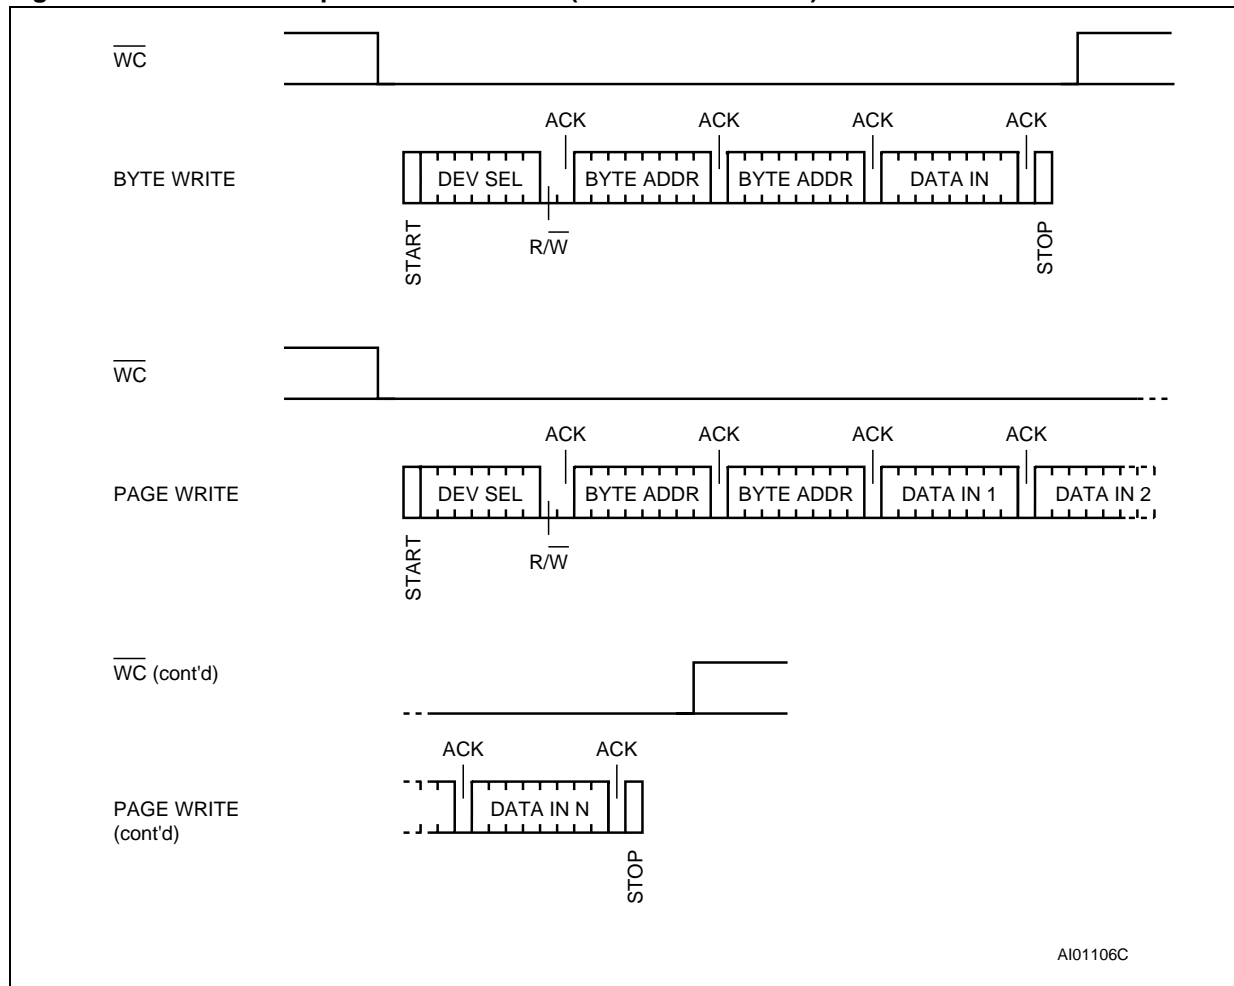 WC
ACK ACK ACK ACK
BYTE WRITE
DEV SEL BYTE ADDR BYTE ADDR DATA IN
START
R/W
STOP
WC
ACK ACK ACK ACK
PAGE WRITE
DEV SEL BYTE ADDR BYTE ADDR DATA IN 1 DATA IN 2
START
R/W
WC (cont'd)
ACK ACK
PAGE WRITE
(cont'd)
DATA IN N
STOP
AI01106C